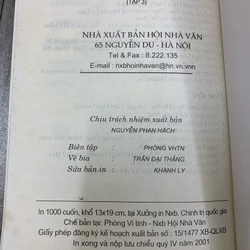 [TẬP 3]
NHÀ XUẤT BẢN HỘI NHÀ VĂN
65 NGUYỄN DU - HÀ NỘI
Tel & Fax : 8.222.135
E-mail : nxbhoinhavan@hn.vn.vnn
Chịu trách nhiệm xuất bản
NGUYỄN PHAN HÁCH
Biên tập : PHÒNG VHTN
Vẽ bìa : TRẦN ĐẠI THẮNG
Sửa bản in : KHÁNH LY
In 1000 cuốn, khổ 13x19 cm, tại Xưởng in Nxb. Chính trị quốc gia
Chế bản tại: Phòng Vi tính - Nxb Hội Nhà Văn
Giấy phép đăng ký kế hoạch xuất bản số : 15/1477 XB-QLXB
In xong và nộp lưu chiểu quý IV năm 2001